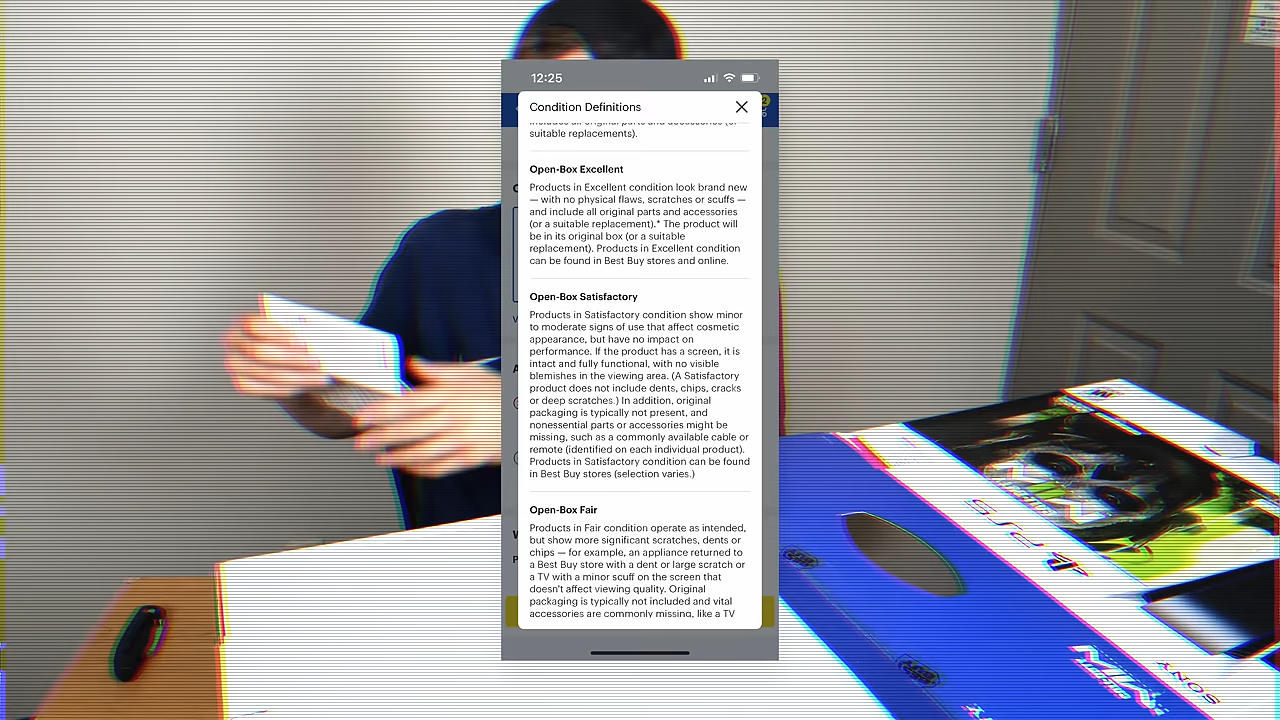 12:25
Condition Definitions
includes all original parts and accessories (or
suitable replacements).
Open-Box Excellent
Products in Excellent condition look brand new
— with no physical flaws, scratches or scuffs —
and include all original parts and accessories
(or a suitable replacement).* The product will
be in its original box (or a suitable
replacement). Products in Excellent condition
can be found in Best Buy stores and online.
Open-Box Satisfactory
Products in Satisfactory condition show minor
to moderate signs of use that affect cosmetic
appearance, but have no impact on
performance. If the product has a screen, it is
intact and fully functional, with no visible
blemishes in the viewing area. (A Satisfactory
product does not include dents, chips, cracks
or deep scratches.) In addition, original
packaging is typically not present, and
nonessential parts or accessories might be
missing, such as a commonly available cable or
remote (identified on each individual product).
Products in Satisfactory condition can be found
in Best Buy stores (selection varies.)
Open-Box Fair
Products in Fair condition operate as intended,
but show more significant scratches, dents or
chips — for example, an appliance returned to
a Best Buy store with a dent or large scratch or
a TV with a minor scuff on the screen that
doesn't affect viewing quality. Original
packaging is typically not included and vital
accessories are commonly missing, like a TV
PS5
SONY